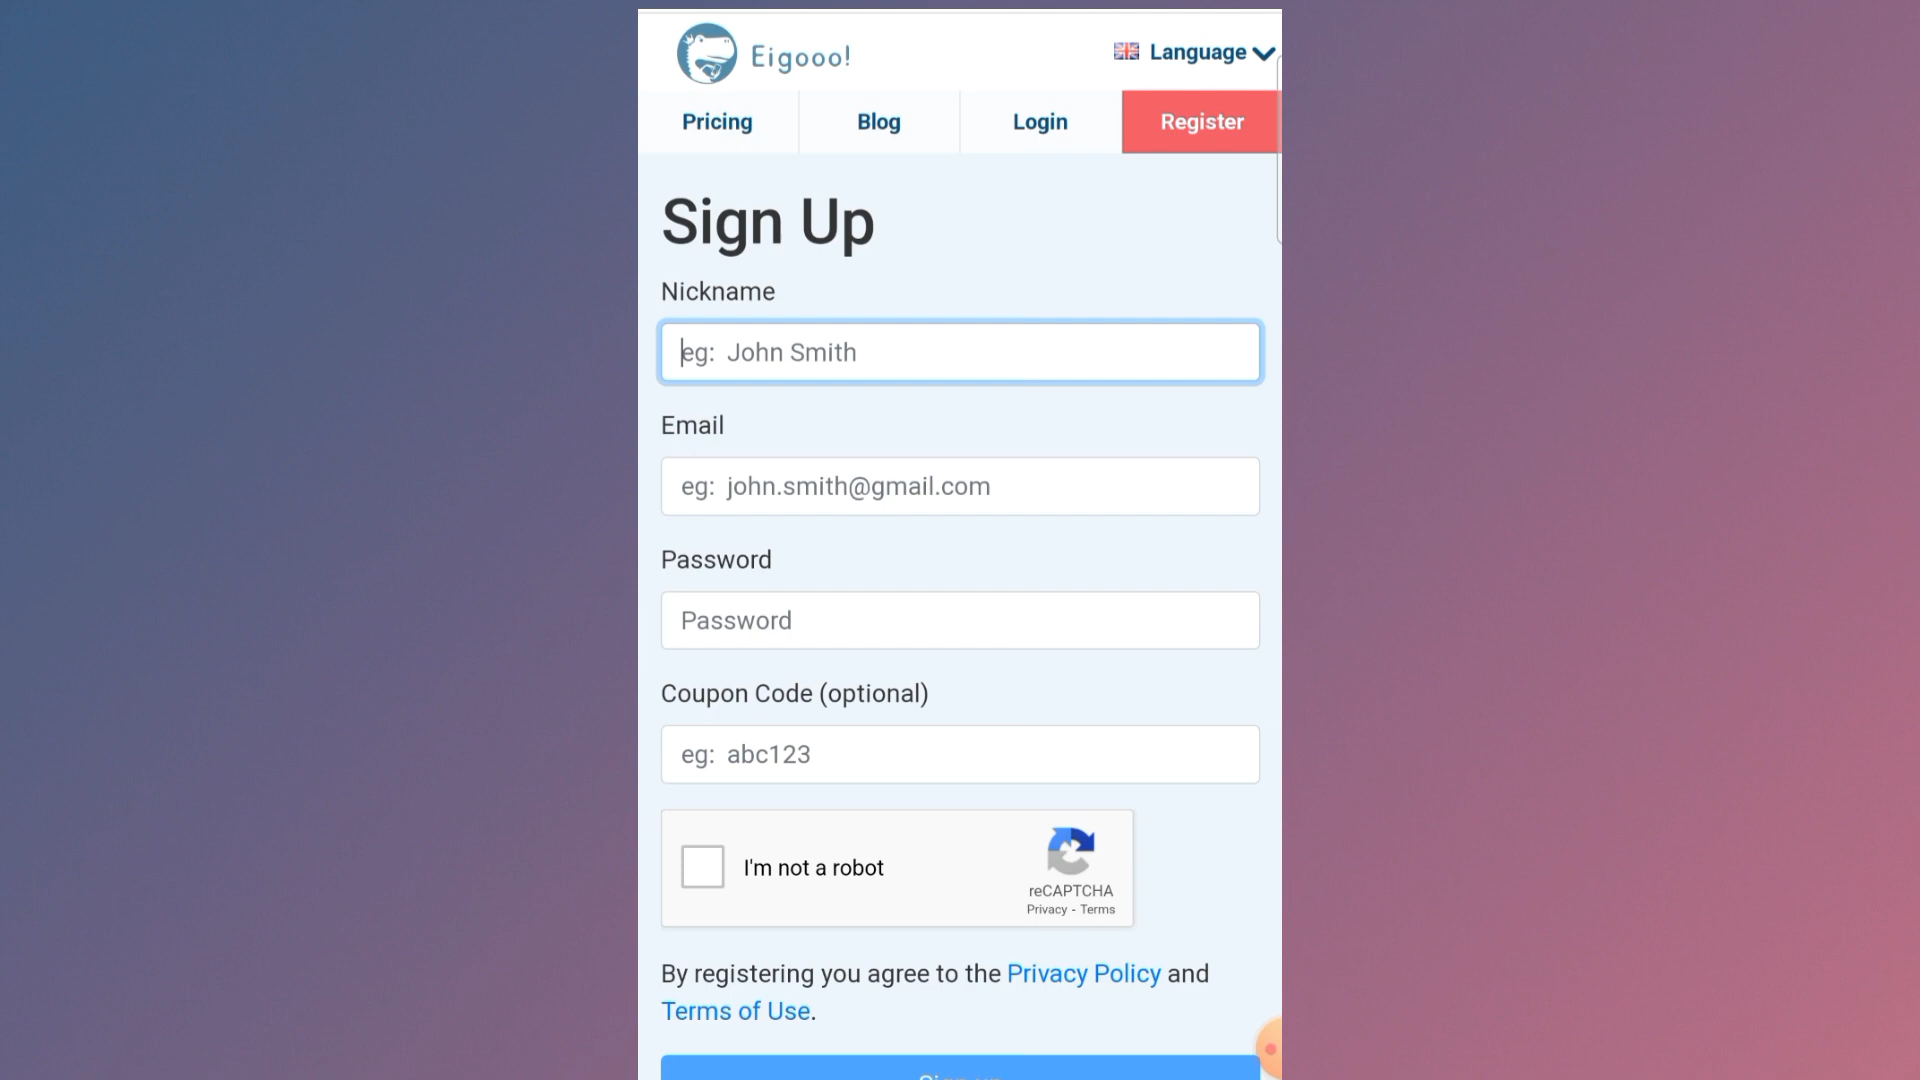 Eigooo!
Language
Pricing
Blog
Login
Register
Sign Up
Nickname
eg: John Smith
Email
eg: john.smith@gmail.com
Password
Password
Coupon Code (optional)
eg: abc123
I'm not a robot
reCAPTCHA
Privacy - Terms
By registering you agree to the Privacy Policy and
Terms of Use.